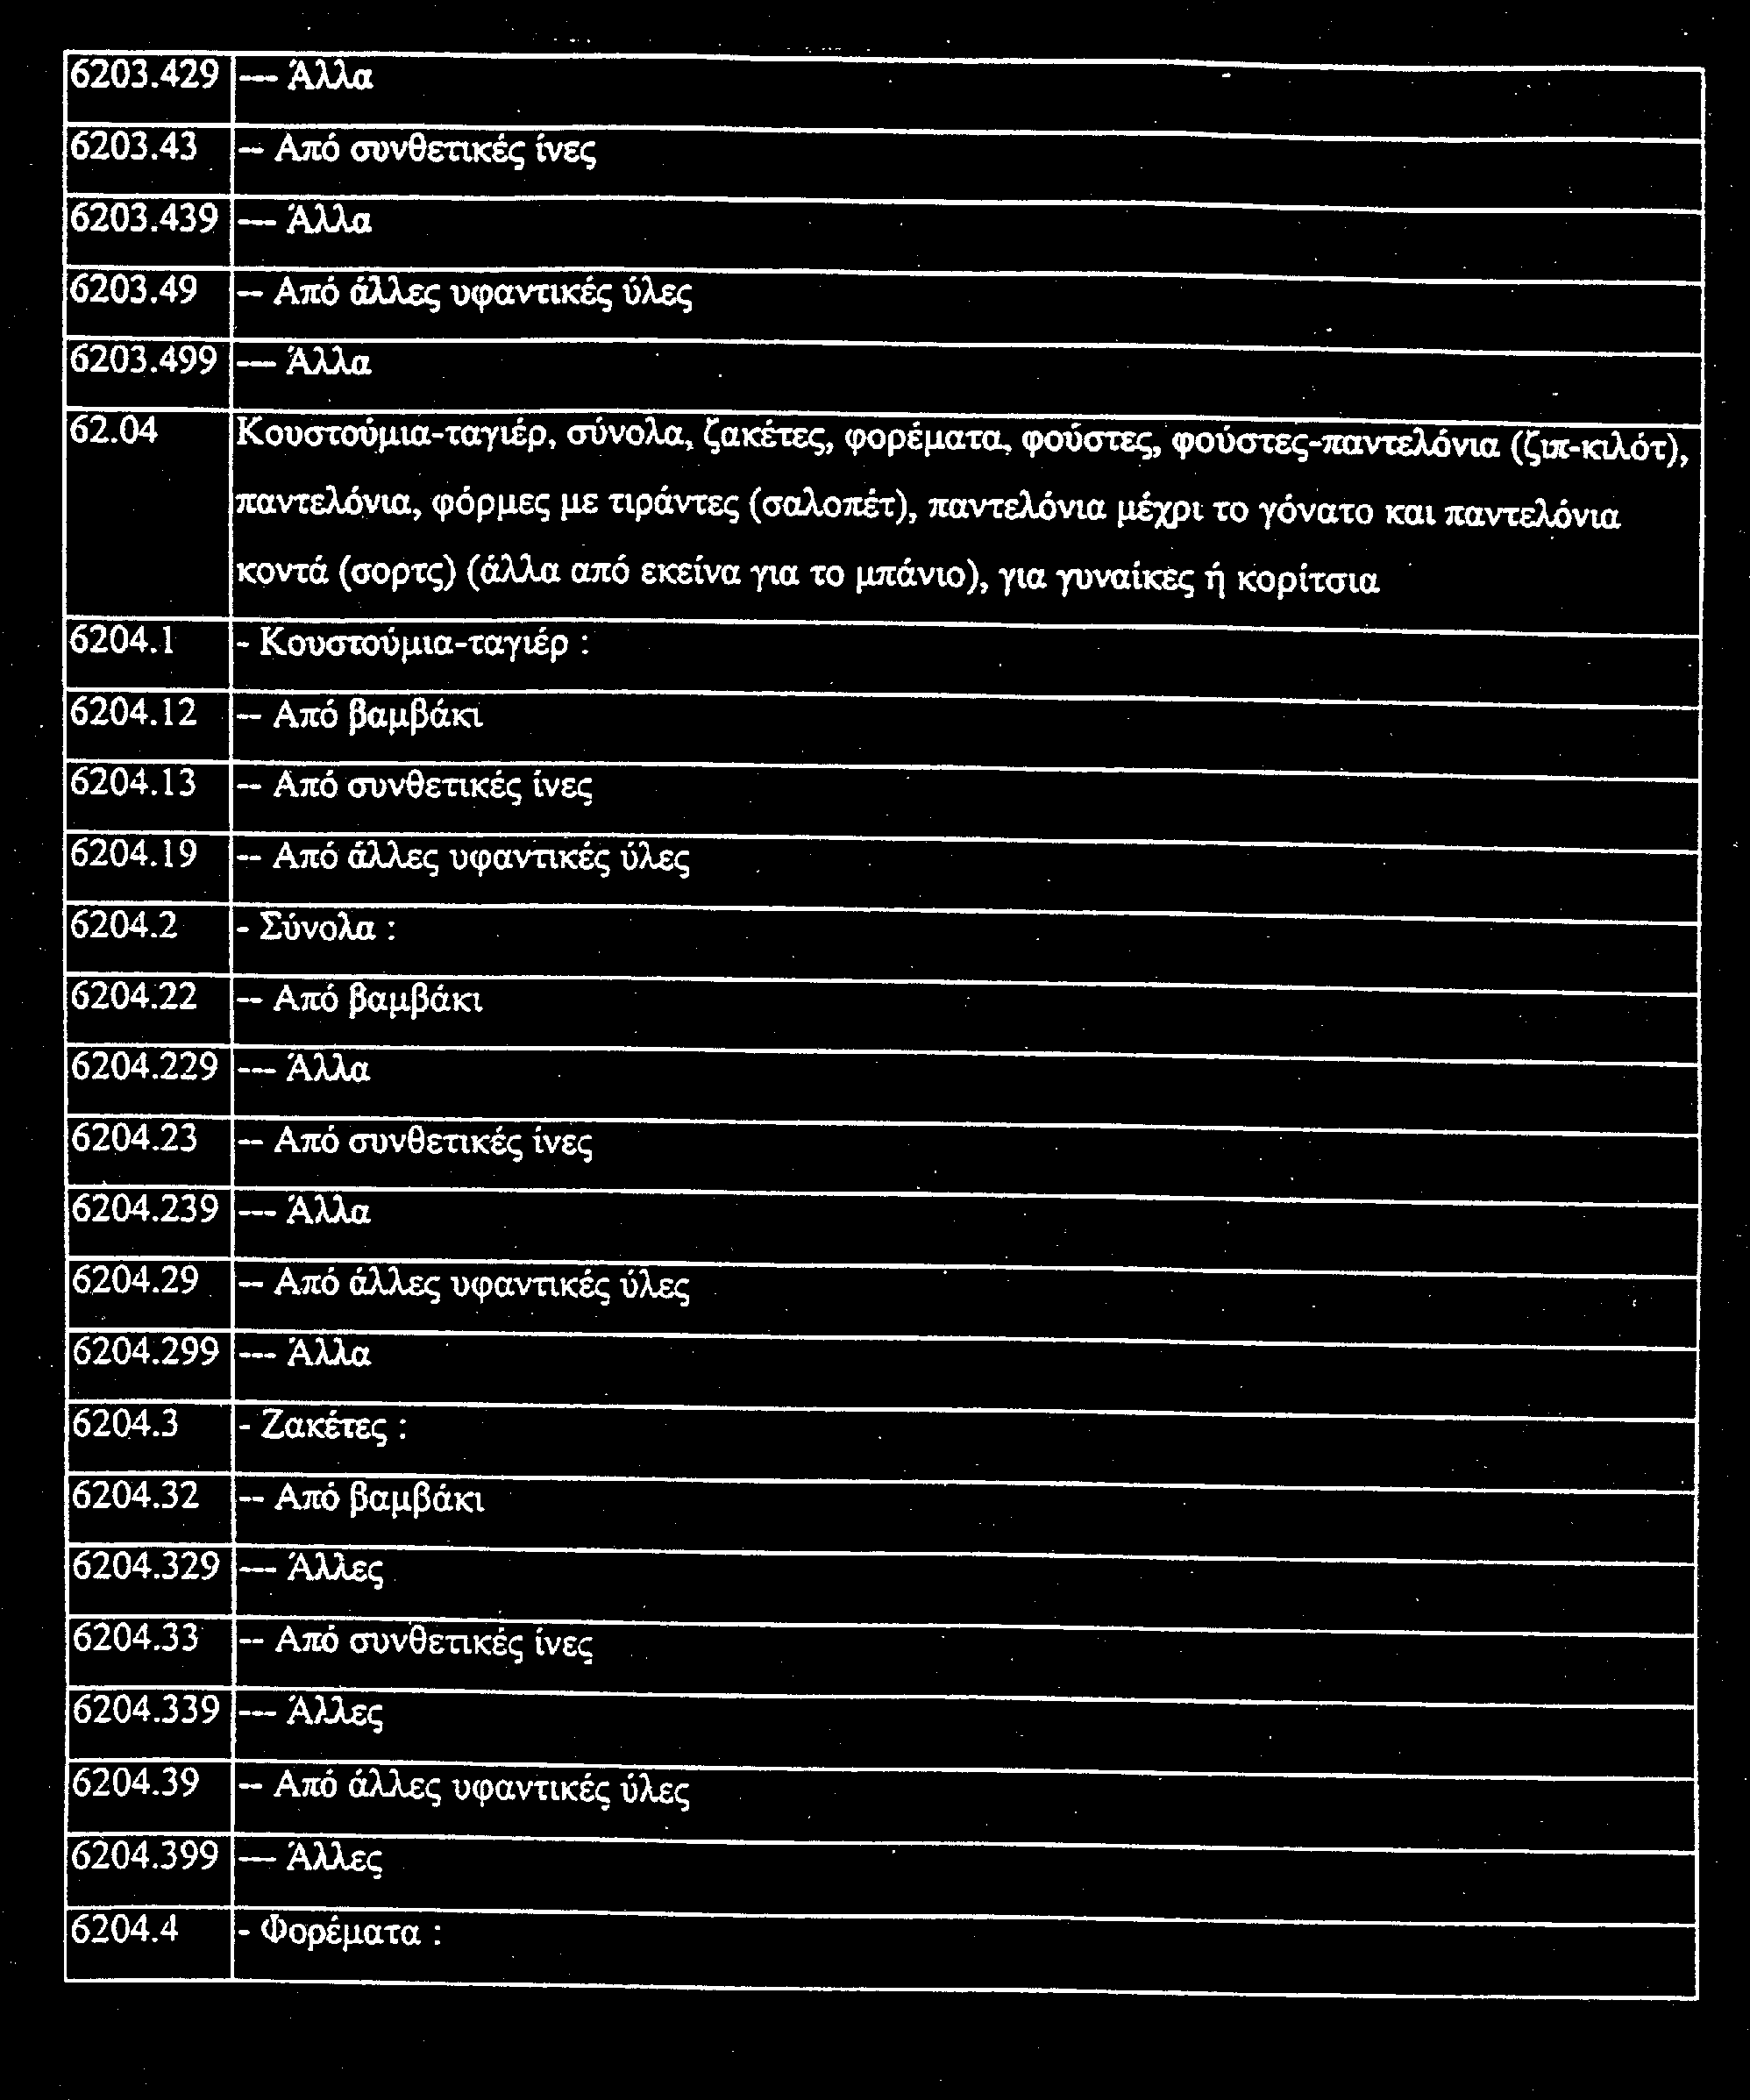 6203.429 --- Άλλα
6203.43 -- Από συνθετικές ίνες
6203.439 --- Άλλα
6203.49 -- Από άλλες υφαντικές ύλες
6203.499 --- Άλλα
62.04 Κουστούμια-ταγιέρ, σύνολα, ζακέτες, φορέματα, φούστες, φούστες-παντελόνια (ζιπ-κιλότ),
παντελόνια, φόρμες με τιράντες (σαλοπέτ), παντελόνια μέχρι το γόνατο και παντελόνια
κοντά (σορτς) (άλλα από εκείνα για το μπάνιο), για γυναίκες ή κορίτσια
6204.1 - Κουστούμια-ταγιέρ :
6204.12 -- Από βαμβάκι
6204.13 -- Από συνθετικές ίνες
6204.19 -- Από άλλες υφαντικές ύλες
6204.2 - Σύνολα :
6204.22 -- Από βαμβάκι
6204.229 --- Άλλα
6204.23 -- Από συνθετικές ίνες
6204.239 --- Άλλα
6204.29 -- Από άλλες υφαντικές ύλες
6204.299 --- Άλλα
6204.3 - Ζακέτες :
6204.32 -- Από βαμβάκι
6204.329 --- Άλλες
6204.33 -- Από συνθετικές ίνες
6204.339 --- Άλλες
6204.39 -- Από άλλες υφαντικές ύλες
6204.399 --- Άλλες
6204.4 - Φορέματα :